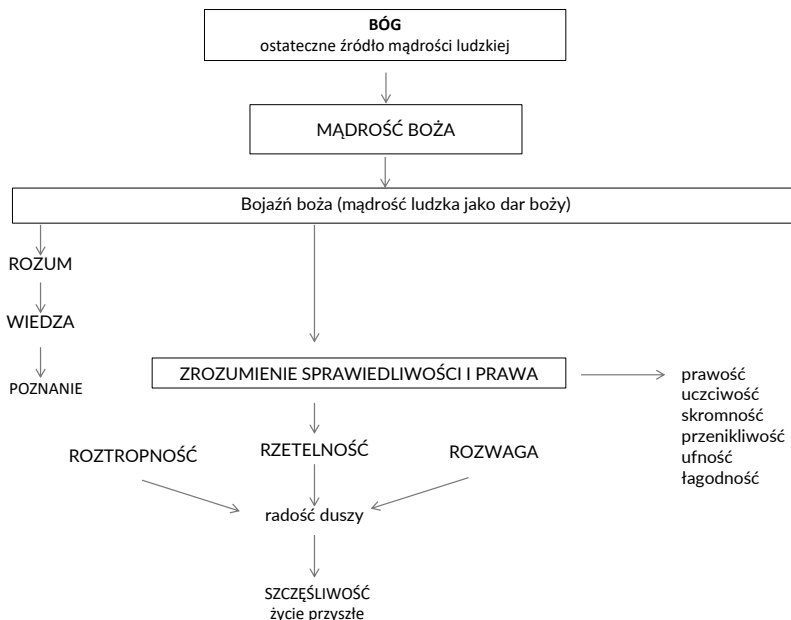 BÓG
ostateczne źródło mądrości ludzkiej
MĄDROŚĆ BOŻA
Bojaźń boża (mądrość ludzka jako dar boży)
ROZUM
WIEDZA
POZNANIE
ZROZUMIENIE SPRAWIEDLIWOŚCI I PRAWA
prawość
uczciwość
skromność
przenikliwość
ufność
łagodność
ROZTROPNOŚĆ
RZETELNOŚĆ
ROZWAGA
radość duszy
SZCZĘŚLIWOŚĆ
życie przyszłe